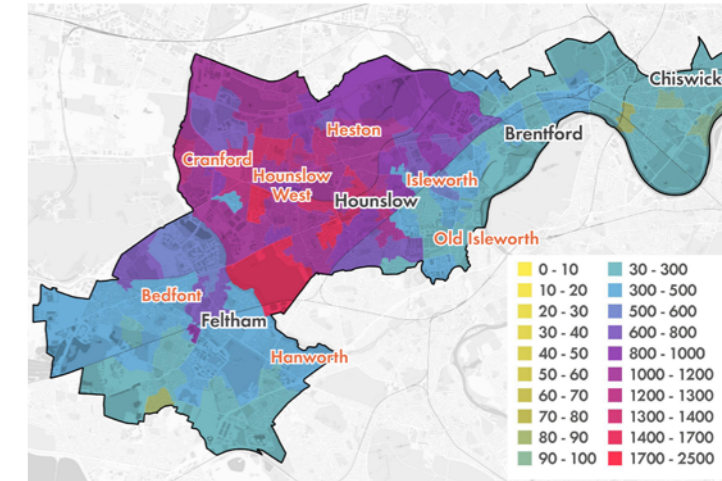 Chiswick
Heston
Brentford
Cranford
Hounslow
West
Isleworth
Hounslow
Old Isleworth
Bedfont
Feltham
Hanworth
0 - 10
10 - 20
20 - 30
30 - 40
40 - 50
50 - 60
60 - 70
70 - 80
80 - 90
90 - 100
30 - 300
300 - 500
500 - 600
600 - 800
800 - 1000
1000 - 1200
1200 - 1300
1300 - 1400
1400 - 1700
1700 - 2500